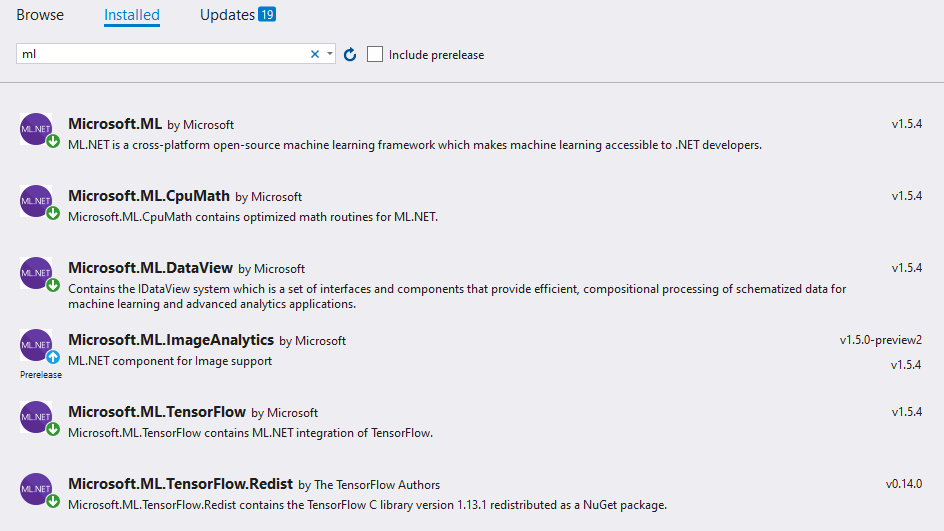 Browse Installed Updates 19
ml Include prerelease
ML.NET Microsoft.ML by Microsoft v1.5.4
ML.NET is a cross-platform open-source machine learning framework which makes machine learning accessible to .NET developers.
ML.NET Microsoft.ML.CpuMath by Microsoft v1.5.4
Microsoft.ML.CpuMath contains optimized math routines for ML.NET.
ML.NET Microsoft.ML.DataView by Microsoft v1.5.4
Contains the IDataView system which is a set of interfaces and components that provide efficient, compositional processing of schematized data for
machine learning and advanced analytics applications.
ML.NET Microsoft.ML.ImageAnalytics by Microsoft v1.5.0-preview2
ML.NET component for Image support v1.5.4
Prerelease
ML.NET Microsoft.ML.TensorFlow by Microsoft v1.5.4
Microsoft.ML.TensorFlow contains ML.NET integration of TensorFlow.
ML.NET Microsoft.ML.TensorFlow.Redist by The TensorFlow Authors v0.14.0
Microsoft.ML.TensorFlow.Redist contains the TensorFlow C library version 1.13.1 redistributed as a NuGet package.